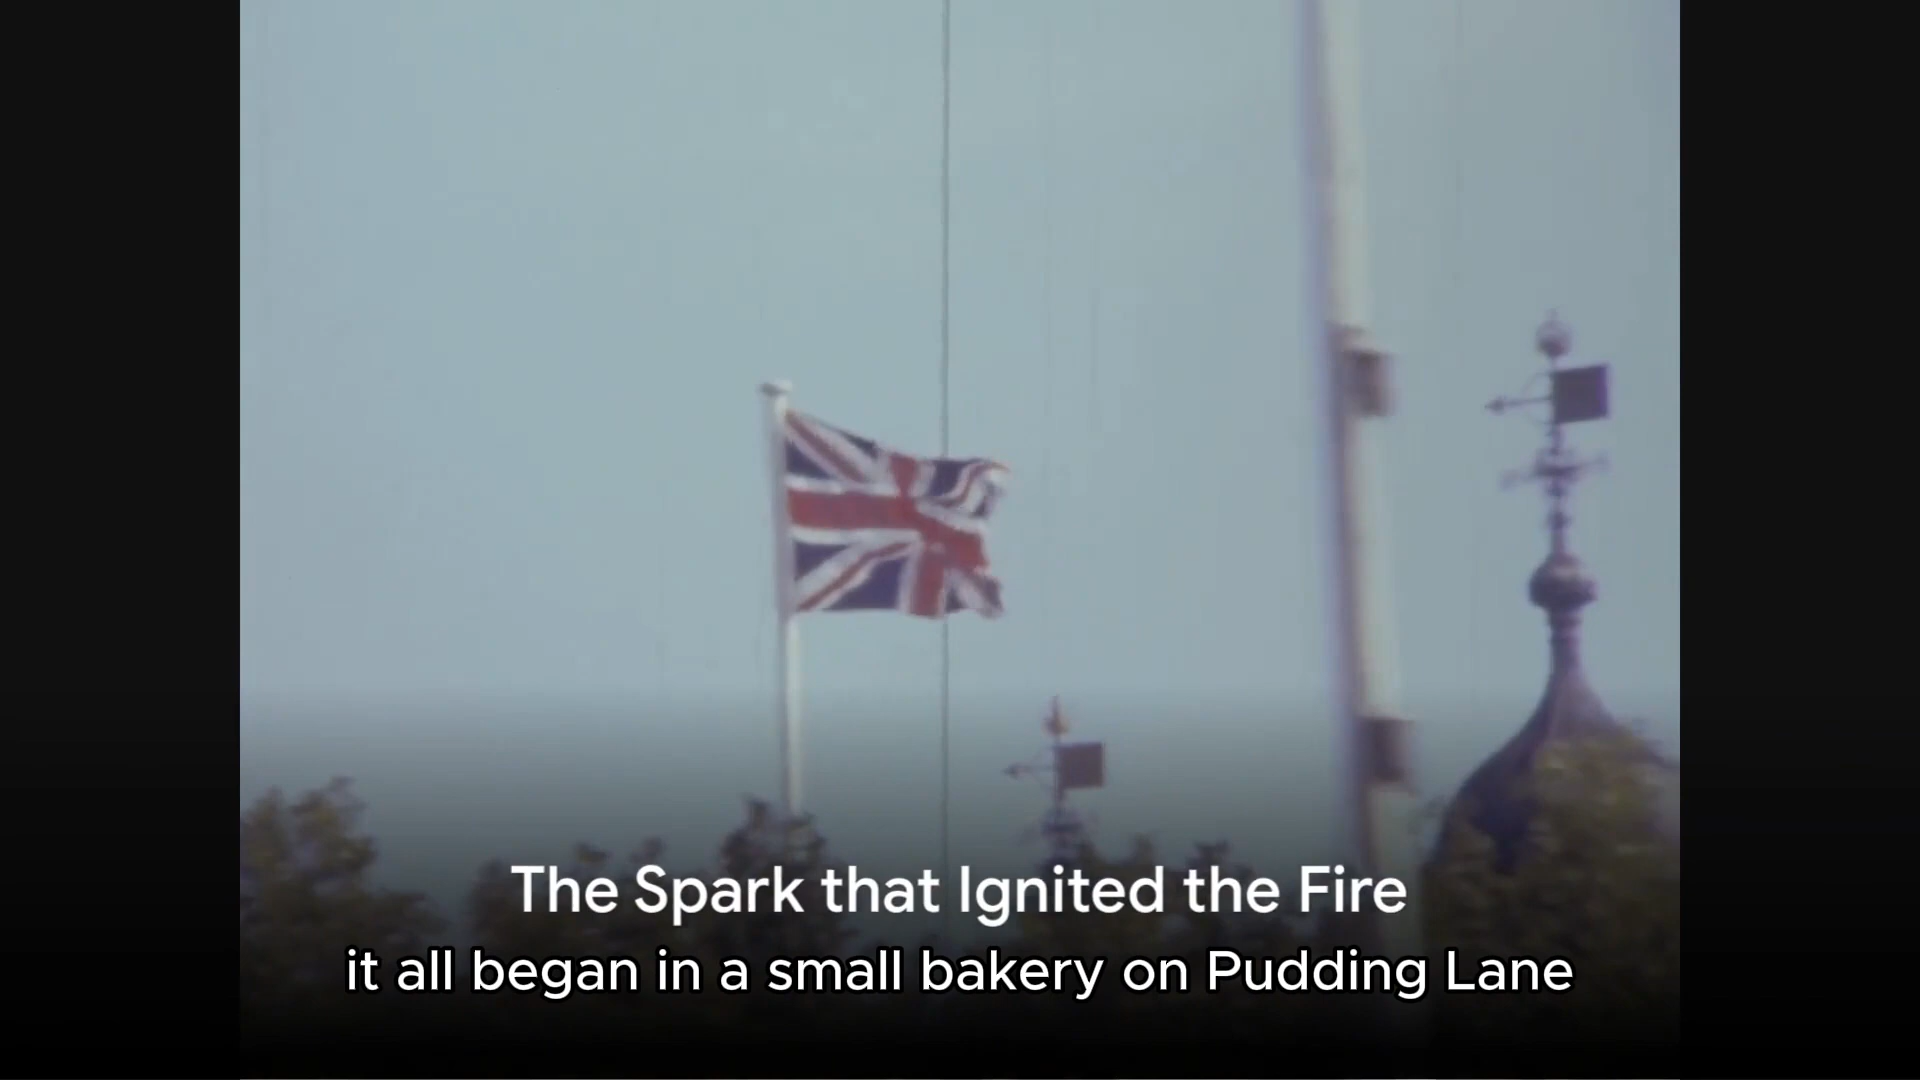 The Spark that Ignited the Fire
it all began in a small bakery on Pudding Lane